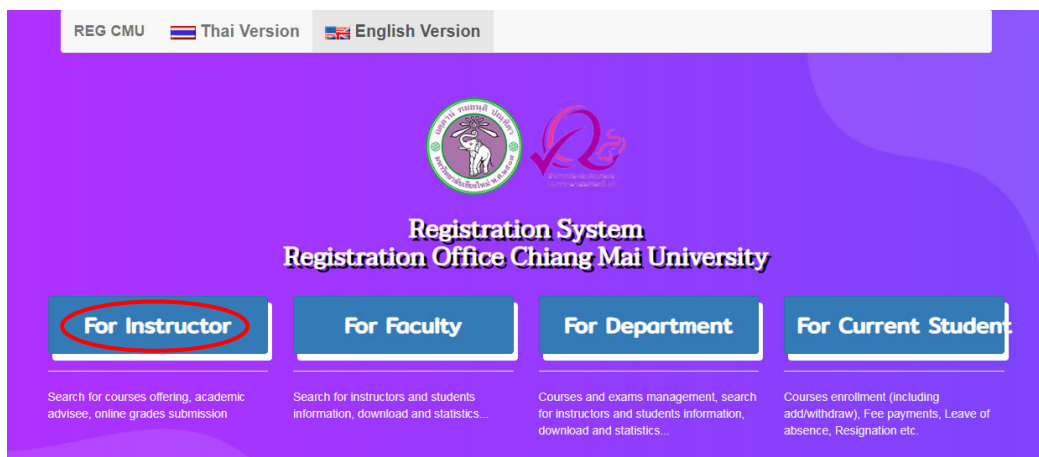 REG CMU Thai Version English Version
Registration System
Registration Office Chiang Mai University
For Instructor
Search for courses offering, academic
advisee, online grades submission
For Faculty
Search for instructors and students
information, download and statistics...
For Department
Courses and exams management, search
for instructors and students information,
download and statistics...
For Current Student
Courses enrollment (including
add/withdraw), Fee payments, Leave of
absence, Resignation etc.